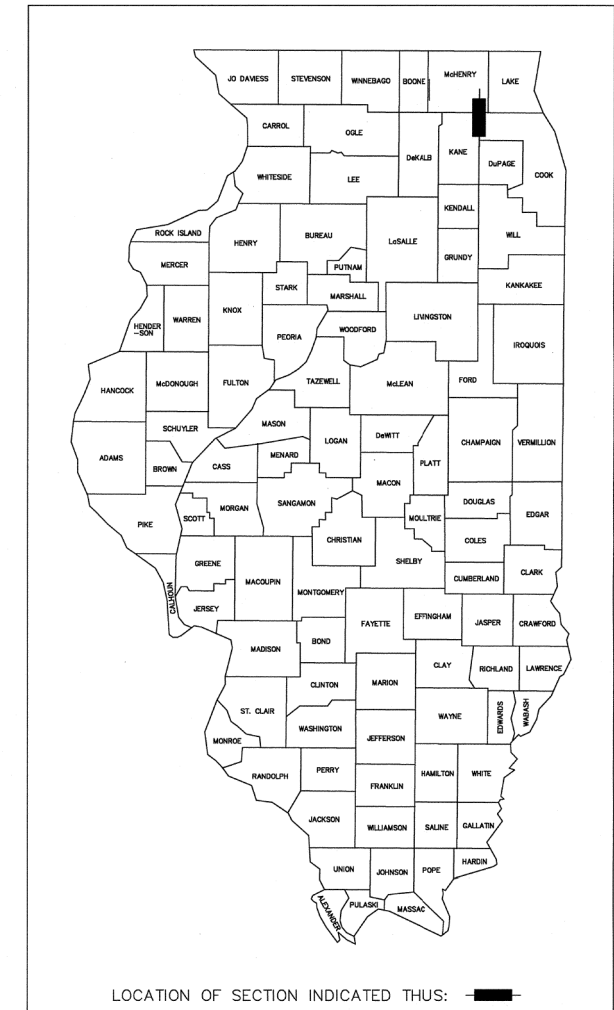 JO DAVIESS STEVENSON WINNEBAGO BOONE McHENRY LAKE
CARROL OGLE DeKALB KANE DuPAGE COOK
WHITESIDE LEE
KENDALL
ROCK ISLAND HENRY BUREAU LaSALLE WILL
MERCER PUTNAM GRUNDY
STARK MARSHALL KANKAKEE
HENDER
-SON WARREN KNOX PEORIA WOODFORD LIVINGSTON IROQUOIS
HANCOCK McDONOUGH FULTON TAZEWELL McLEAN FORD
SCHUYLER MASON LOGAN DeWITT CHAMPAIGN VERMILLION
ADAMS BROWN CASS MENARD PLATT
MACON
PIKE SCOTT MORGAN SANGAMON CHRISTIAN MOULTRIE DOUGLAS EDGAR
COLES
GREENE MACOUPIN SHELBY CUMBERLAND CLARK
CALHOUN JERSEY MONTGOMERY
FAYETTE EFFINGHAM JASPER CRAWFORD
MADISON BOND
CLAY RICHLAND LAWRENCE
CLINTON MARION
ST. CLAIR WAYNE EDWARDS WABASH
WASHINGTON JEFFERSON
MONROE
RANDOLPH PERRY FRANKLIN HAMILTON WHITE
JACKSON WILLIAMSON SALINE GALLATIN
UNION JOHNSON POPE HARDIN
ALEXANDER PULASKI MASSAC
LOCATION OF SECTION INDICATED THUS: